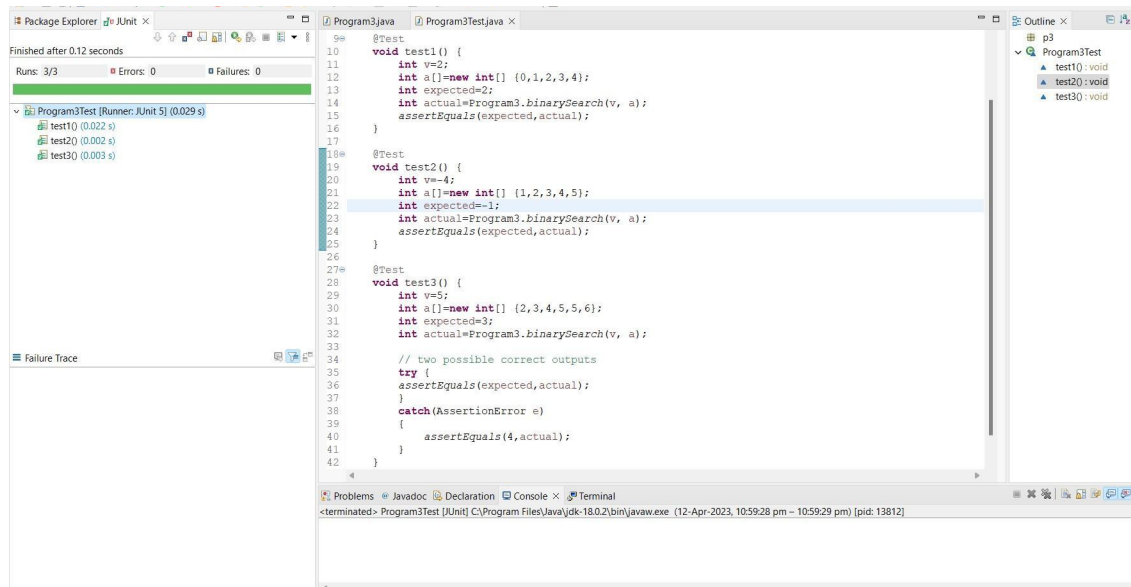 Package Explorer JUnit ×
Finished after 0.12 seconds
Runs: 3/3 Errors: 0 Failures: 0
Program3Test [Runner: JUnit 5] (0.029 s)
test1() (0.022 s)
test2() (0.002 s)
test3() (0.003 s)
Failure Trace
Program3.java Program3Test.java ×
9 @Test
10 void test1() {
11 int v=2;
12 int a[]=new int[] {0,1,2,3,4};
13 int expected=2;
14 int actual=Program3.binarySearch(v, a);
15 assertEquals(expected,actual);
16 }
17
18 @Test
19 void test2() {
20 int v=-4;
21 int a[]=new int[] {1,2,3,4,5};
22 int expected=-1;
23 int actual=Program3.binarySearch(v, a);
24 assertEquals(expected,actual);
25 }
26
27 @Test
28 void test3() {
29 int v=5;
30 int a[]=new int[] {2,3,4,5,5,6};
31 int expected=3;
32 int actual=Program3.binarySearch(v, a);
33
34 // two possible correct outputs
35 try {
36 assertEquals(expected,actual);
37 }
38 catch(AssertionError e)
39 {
40 assertEquals(4,actual);
41 }
42 }
Problems Javadoc Declaration Console × Terminal
<terminated> Program3Test [JUnit] C:\Program Files\Java\jdk-18.0.2\bin\javaw.exe (12-Apr-2023, 10:59:28 pm – 10:59:29 pm) [pid: 13812]
Outline ×
p3
Program3Test
test1() : void
test2() : void
test3() : void